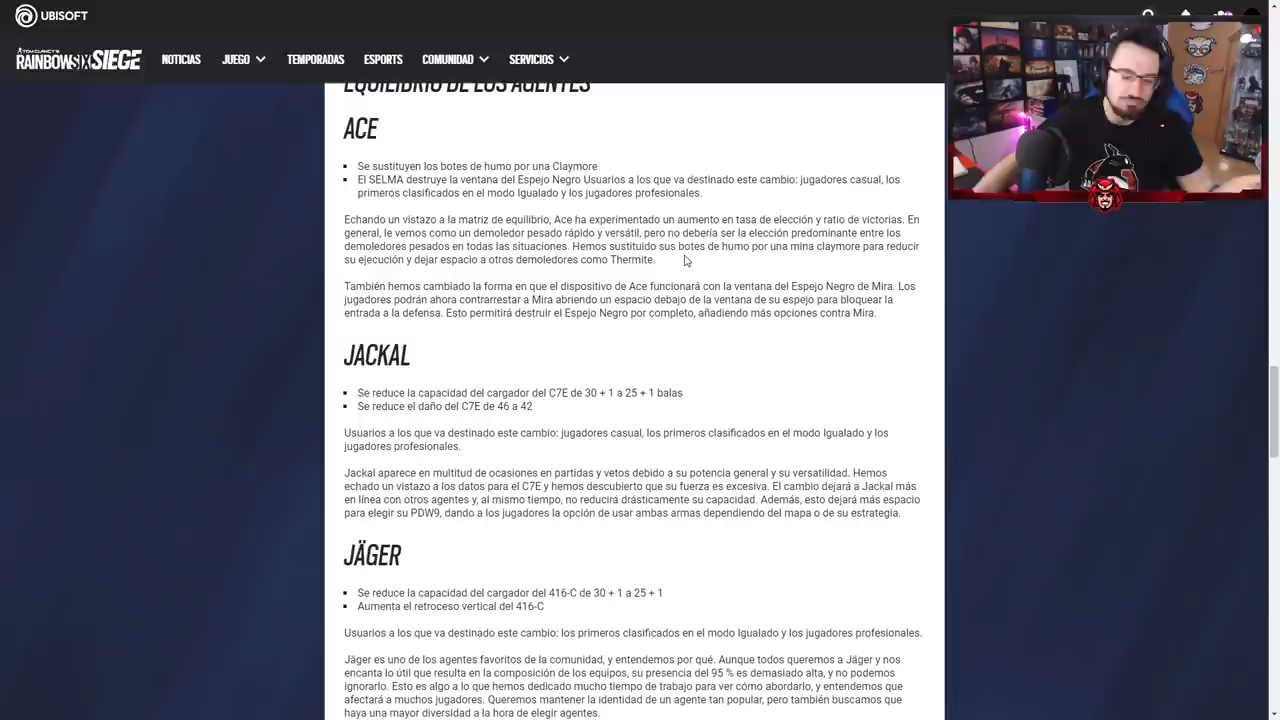 UBISOFT
TOM CLANCY'S
RAINBOW SIX SIEGE
NOTICIAS
JUEGO
TEMPORADAS
ESPORTS
COMUNIDAD
SERVICIOS
EQUILIBRIO DE LOS AGENTES
ACE
Se sustituyen los botes de humo por una Claymore
El SELMA destruye la ventana del Espejo Negro Usuarios a los que va destinado este cambio: jugadores casual, los
primeros clasificados en el modo Igualado y los jugadores profesionales.
Echando un vistazo a la matriz de equilibrio, Ace ha experimentado un aumento en tasa de elección y ratio de victorias. En
general, le vemos como un demoledor pesado rápido y versátil, pero no debería ser la elección predominante entre los
demoledores pesados en todas las situaciones. Hemos sustituido sus botes de humo por una mina claymore para reducir
su ejecución y dejar espacio a otros demoledores como Thermite.
También hemos cambiado la forma en que el dispositivo de Ace funcionará con la ventana del Espejo Negro de Mira. Los
jugadores podrán ahora contrarrestar a Mira abriendo un espacio debajo de la ventana de su espejo para bloquear la
entrada a la defensa. Esto permitirá destruir el Espejo Negro por completo, añadiendo más opciones contra Mira.
JACKAL
Se reduce la capacidad del cargador del C7E de 30 + 1 a 25 + 1 balas
Se reduce el daño del C7E de 46 a 42
Usuarios a los que va destinado este cambio: jugadores casual, los primeros clasificados en el modo Igualado y los
jugadores profesionales.
Jackal aparece en multitud de ocasiones en partidas y vetos debido a su potencia general y su versatilidad. Hemos
echado un vistazo a los datos para el C7E y hemos descubierto que su fuerza es excesiva. El cambio dejará a Jackal más
en línea con otros agentes y, al mismo tiempo, no reducirá drásticamente su capacidad. Además, esto dejará más espacio
para elegir su PDW9, dando a los jugadores la opción de usar ambas armas dependiendo del mapa o de su estrategia.
JÄGER
Se reduce la capacidad del cargador del 416-C de 30 + 1 a 25 + 1
Aumenta el retroceso vertical del 416-C
Usuarios a los que va destinado este cambio: los primeros clasificados en el modo Igualado y los jugadores profesionales.
Jäger es uno de los agentes favoritos de la comunidad, y entendemos por qué. Aunque todos queremos a Jäger y nos
encanta lo útil que resulta en la composición de los equipos, su presencia del 95 % es demasiado alta, y no podemos
ignorarlo. Esto es algo a lo que hemos dedicado mucho tiempo de trabajo para ver cómo abordarlo, y entendemos que
afectará a muchos jugadores. Queremos mantener la identidad de un agente tan popular, pero también buscamos que
haya una mayor diversidad a la hora de elegir agentes.